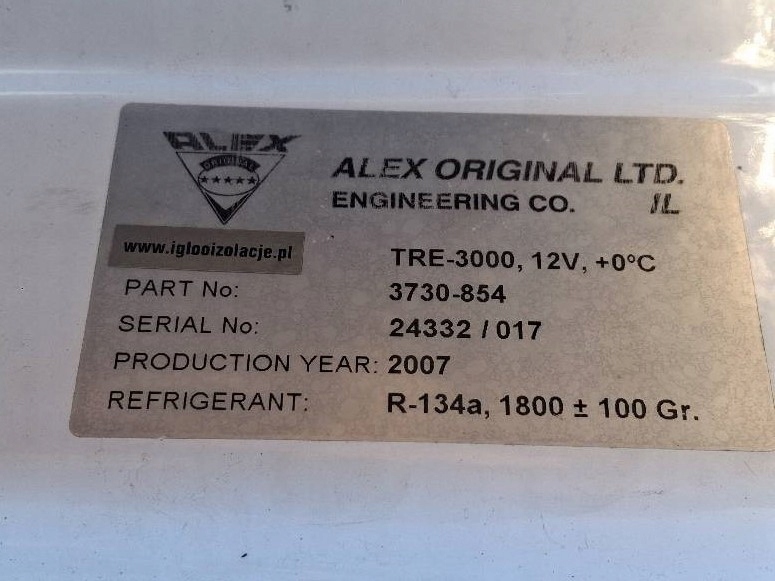 ALEX
ORIGINAL
ALEX ORIGINAL LTD.
ENGINEERING CO. IL
www.iglooizolacje.pl
TRE-3000, 12V, +0°C
PART No: 3730-854
SERIAL No: 24332 / 017
PRODUCTION YEAR: 2007
REFRIGERANT: R-134a, 1800 ± 100 Gr.